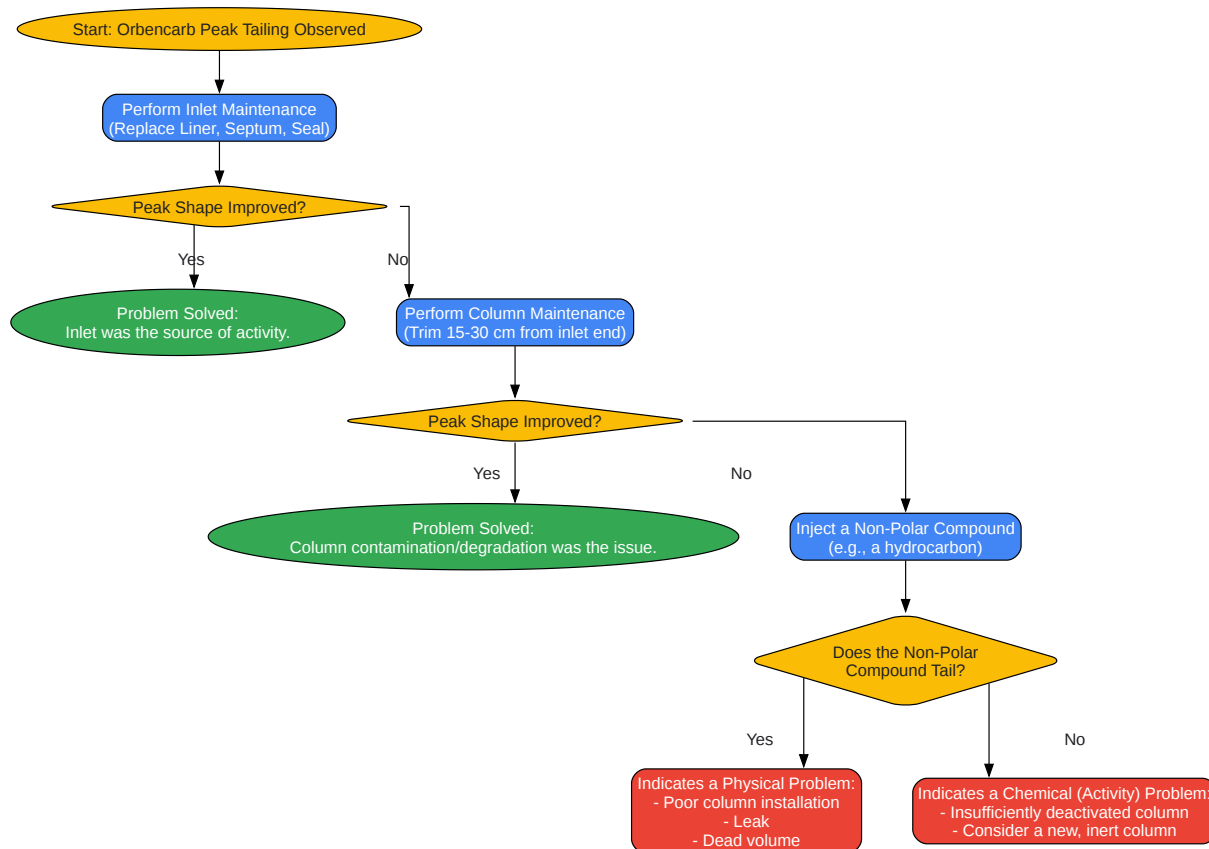 Start: Orbencarb Peak Tailing Observed
Perform Inlet Maintenance
(Replace Liner, Septum, Seal)
Peak Shape Improved?
Yes
No
Problem Solved:
Inlet was the source of activity.
Perform Column Maintenance
(Trim 15-30 cm from inlet end)
Peak Shape Improved?
Yes
No
Problem Solved:
Column contamination/degradation was the issue.
Inject a Non-Polar Compound
(e.g., a hydrocarbon)
Does the Non-Polar
Compound Tail?
Yes
No
Indicates a Physical Problem:
- Poor column installation
- Leak
- Dead volume
Indicates a Chemical (Activity) Problem:
- Insufficiently deactivated column
- Consider a new, inert column